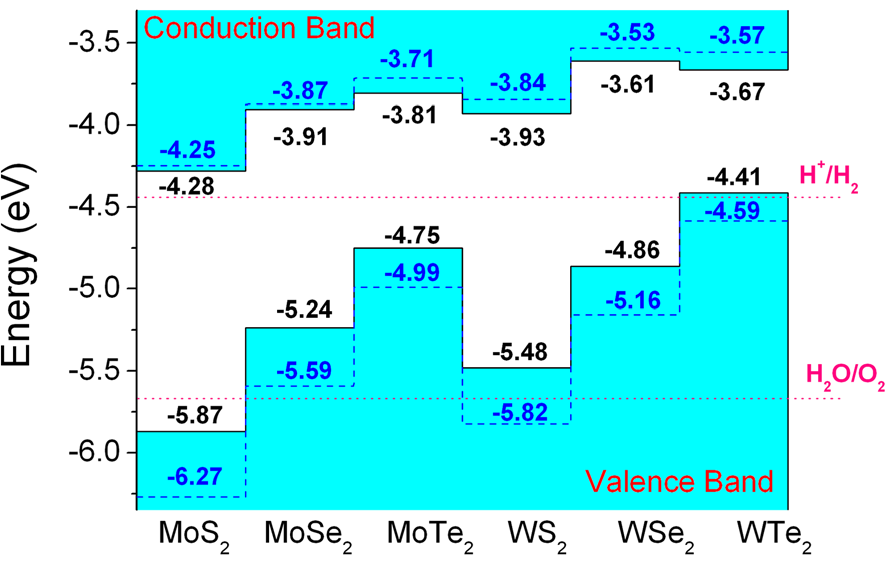 Conduction Band
-3.5
-4.0
-4.5
-5.0
-5.5
-6.0
Energy (eV)
-4.25
-4.28
-3.87
-3.91
-3.71
-3.81
-3.84
-3.93
-3.53
-3.61
-3.57
-3.67
H⁺/H₂
-4.41
-4.59
-4.75
-4.99
-4.86
-5.16
-5.24
-5.59
-5.48
-5.82
H₂O/O₂
-5.87
-6.27
Valence Band
MoS₂
MoSe₂
MoTe₂
WS₂
WSe₂
WTe₂